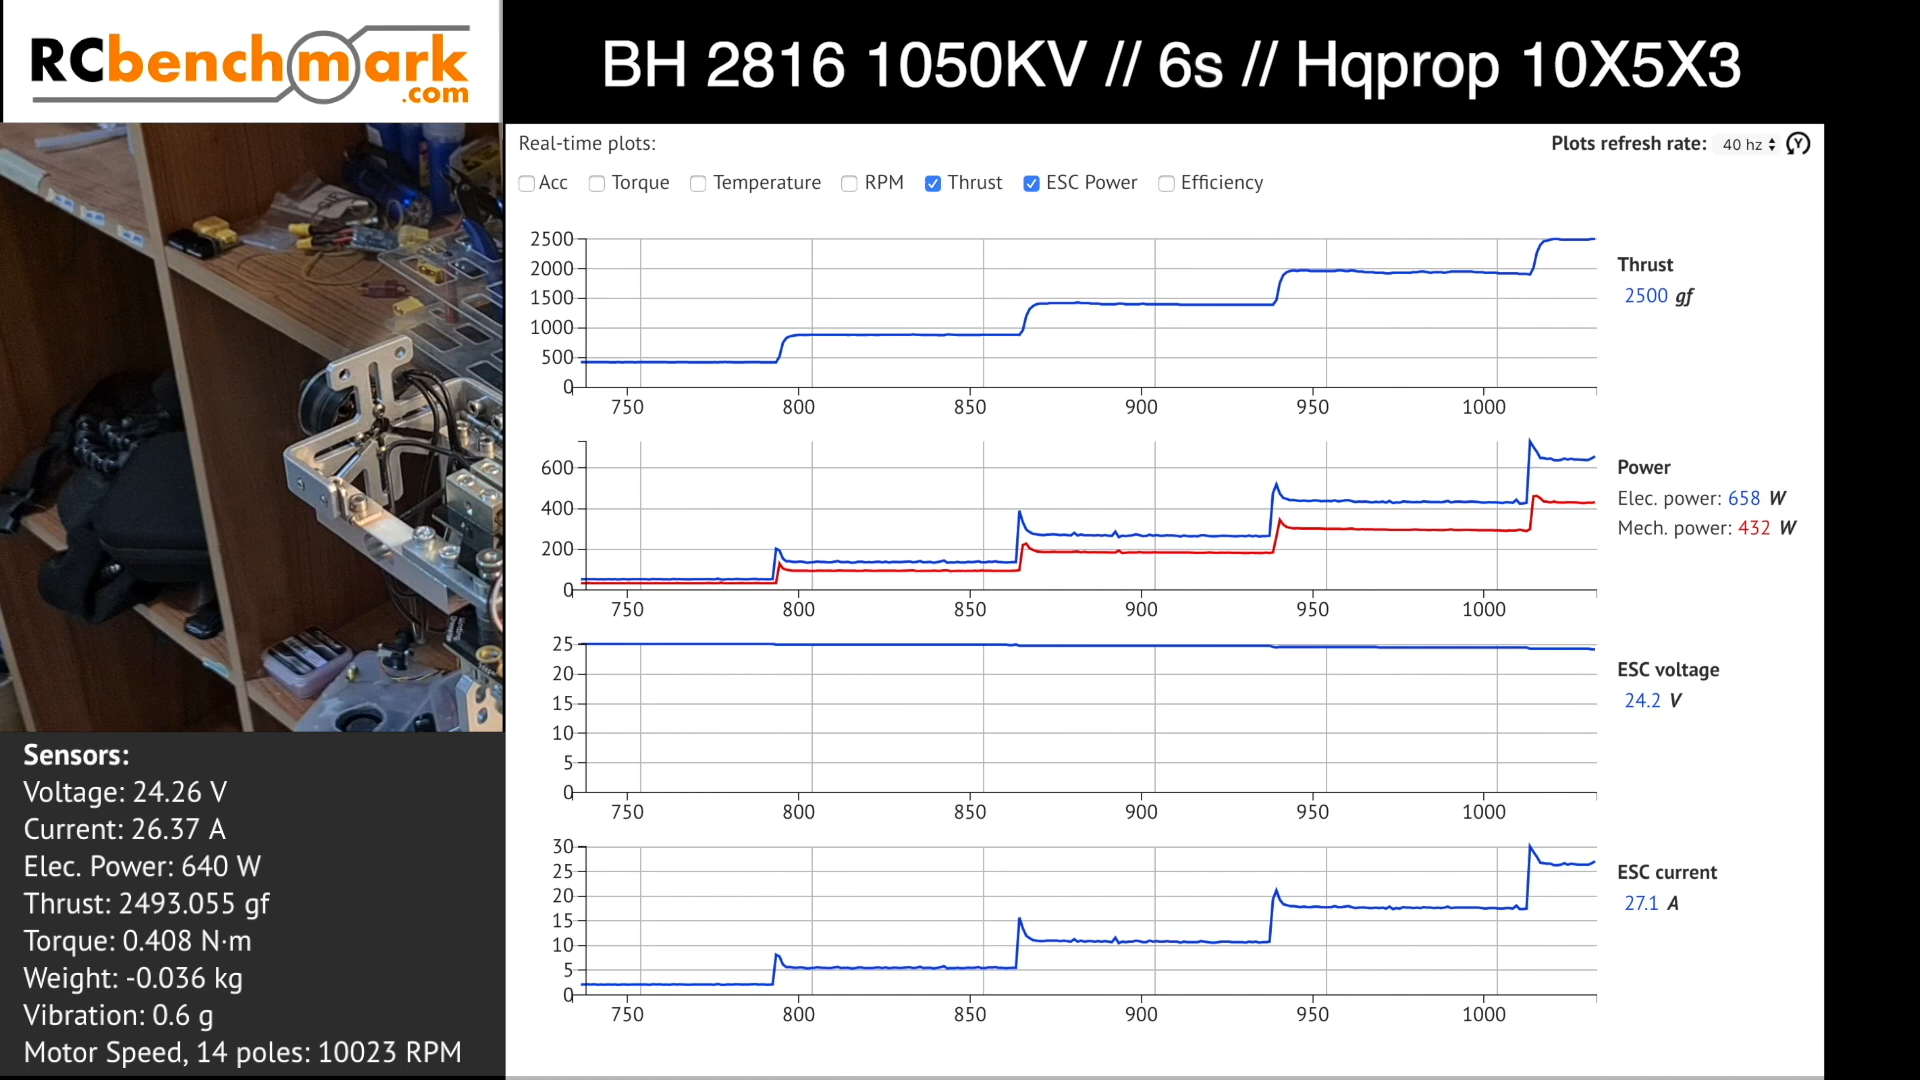 RCbenchmark
.com
BH 2816 1050KV // 6s // Hqprop 10X5X3
Real-time plots:
Plots refresh rate: 40 hz
Acc Torque Temperature RPM Thrust ESC Power Efficiency
2500
2000
1500
1000
500
0
750 800 850 900 950 1000
Thrust
2500 gf
600
400
200
0
750 800 850 900 950 1000
Power
Elec. power: 658 W
Mech. power: 432 W
25
20
15
10
5
0
750 800 850 900 950 1000
ESC voltage
24.2 V
30
25
20
15
10
5
0
750 800 850 900 950 1000
ESC current
27.1 A
Sensors:
Voltage: 24.26 V
Current: 26.37 A
Elec. Power: 640 W
Thrust: 2493.055 gf
Torque: 0.408 N·m
Weight: -0.036 kg
Vibration: 0.6 g
Motor Speed, 14 poles: 10023 RPM